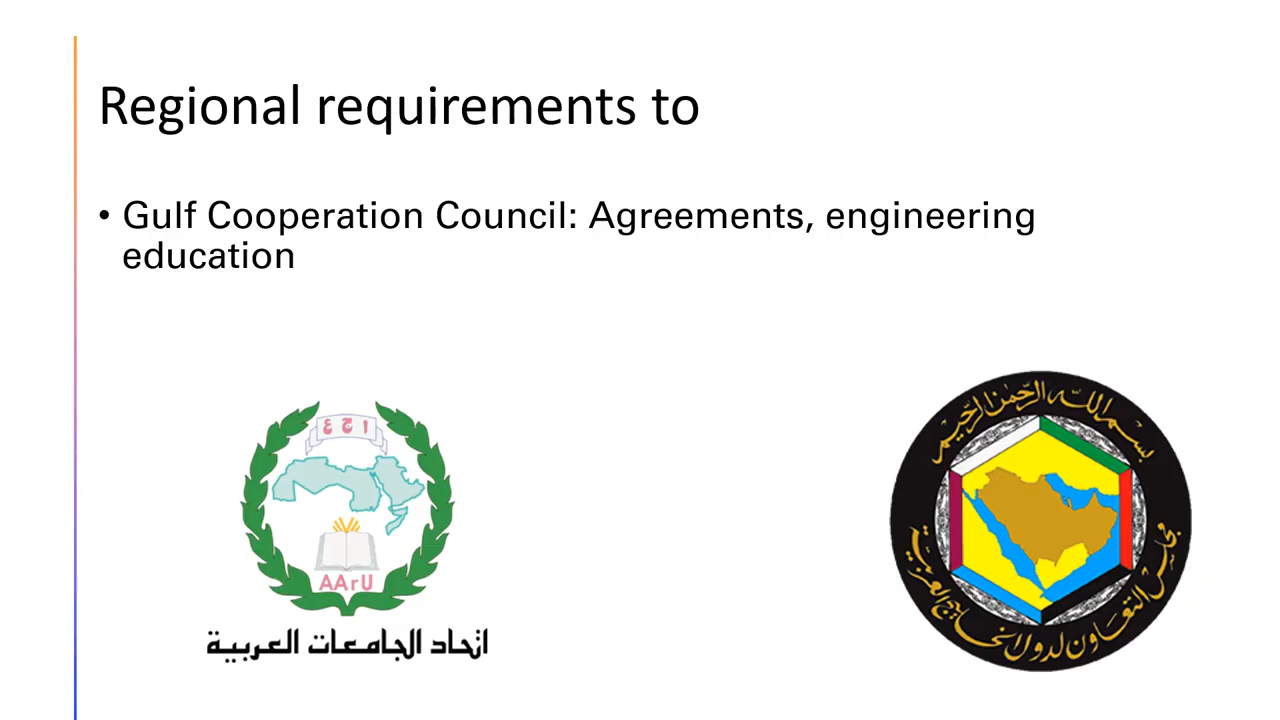 Regional requirements to
• Gulf Cooperation Council: Agreements, engineering
education
ا ج ع
AArU
اتحاد الجامعات العربية
بسم الله الرحمن الرحيم
مجلس التعاون لدول الخليج العربية